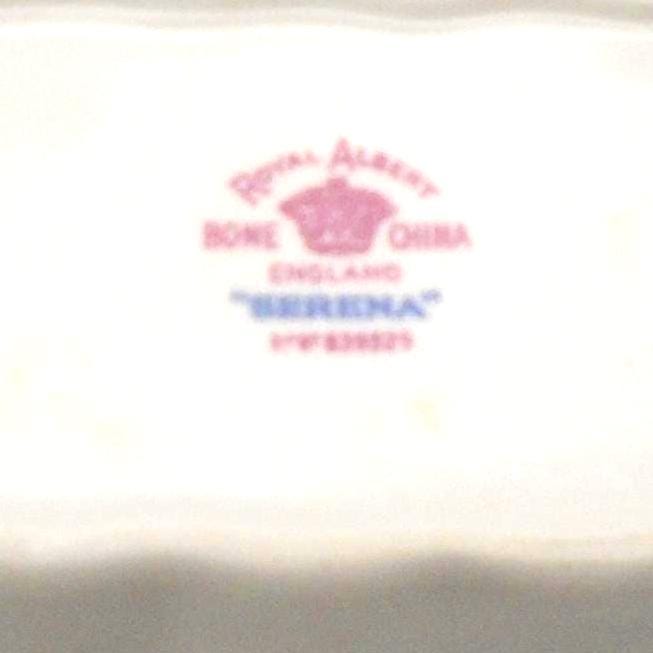 ROYAL ALBERT
BONE CHINA
ENGLAND
"SERENA"